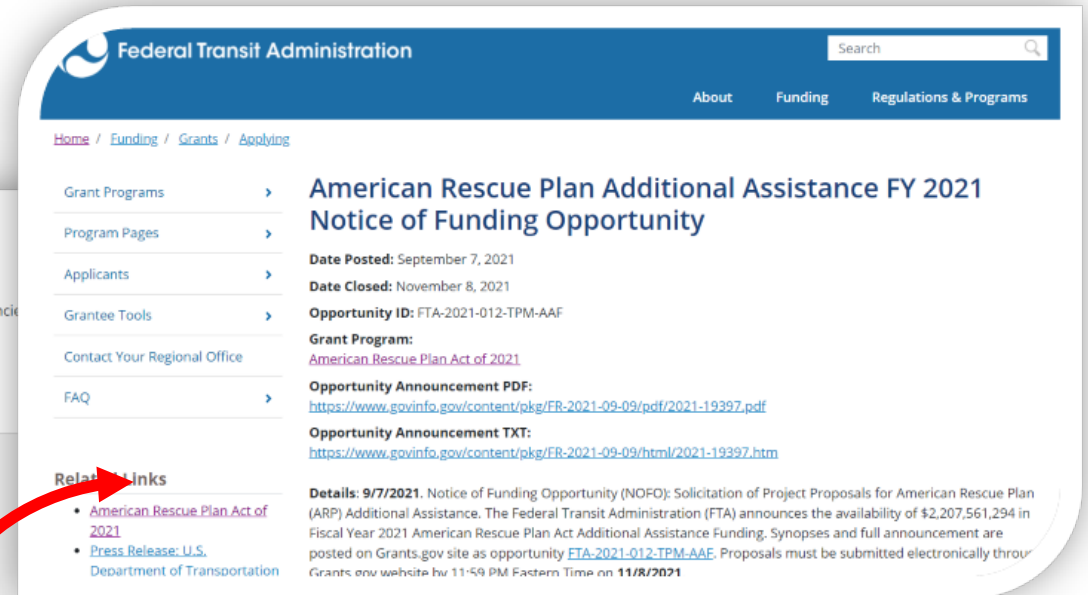 Federal Transit Administration
Search
About Funding Regulations & Programs
Home / Funding / Grants / Applying
Grant Programs
Program Pages
Applicants
Grantee Tools
Contact Your Regional Office
FAQ
Related Links
American Rescue Plan Act of
2021
Press Release: U.S.
Department of Transportation
American Rescue Plan Additional Assistance FY 2021
Notice of Funding Opportunity
Date Posted: September 7, 2021
Date Closed: November 8, 2021
Opportunity ID: FTA-2021-012-TPM-AAF
Grant Program:
American Rescue Plan Act of 2021
Opportunity Announcement PDF:
https://www.govinfo.gov/content/pkg/FR-2021-09-09/pdf/2021-19397.pdf
Opportunity Announcement TXT:
https://www.govinfo.gov/content/pkg/FR-2021-09-09/html/2021-19397.htm
Details: 9/7/2021. Notice of Funding Opportunity (NOFO): Solicitation of Project Proposals for American Rescue Plan
(ARP) Additional Assistance. The Federal Transit Administration (FTA) announces the availability of $2,207,561,294 in
Fiscal Year 2021 American Rescue Plan Act Additional Assistance Funding. Synopses and full announcement are
posted on Grants.gov site as opportunity FTA-2021-012-TPM-AAF. Proposals must be submitted electronically throu
Grants.gov website by 11:59 PM Eastern Time on 11/8/2021